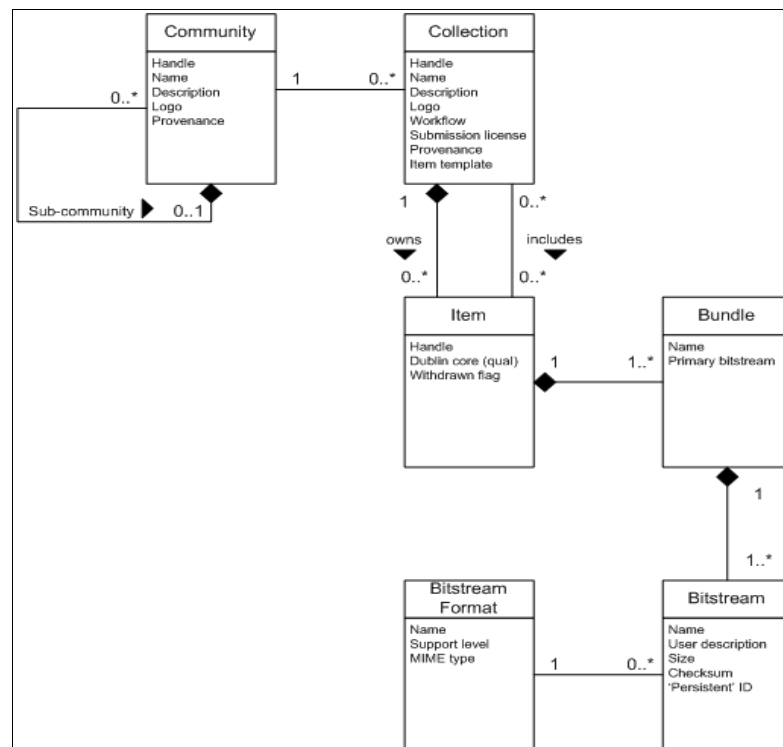 Community
Handle
Name
Description
Logo
Provenance
1
0..*
Collection
Handle
Name
Description
Logo
Workflow
Submission license
Provenance
Item template
0..*
Sub-community
0..1
1
0..*
owns
includes
0..*
0..*
Item
Handle
Dublin core (qual)
Withdrawn flag
1
1..*
Bundle
Name
Primary bitstream
1
1..*
Bitstream
Format
Name
Support level
MIME type
1
0..*
Bitstream
Name
User description
Size
Checksum
'Persistent' ID